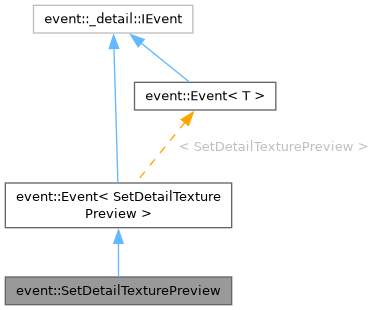 event::_detail::IEvent
event::Event< T >
< SetDetailTexturePreview >
event::Event< SetDetailTexture
Preview >
event::SetDetailTexturePreview